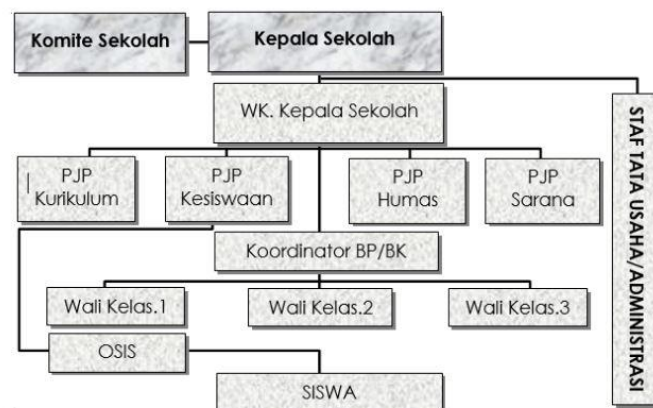 Komite Sekolah
Kepala Sekolah
WK. Kepala Sekolah
STAF TATA USAHA/ADMINISTRASI
PJP
Kurikulum
PJP
Kesiswaan
PJP
Humas
PJP
Sarana
Koordinator BP/BK
Wali Kelas.1
Wali Kelas.2
Wali Kelas.3
OSIS
SISWA